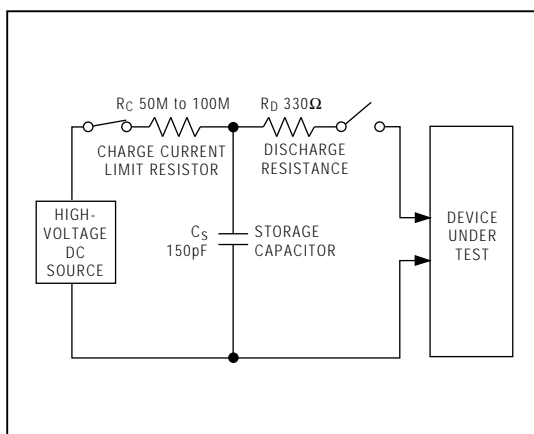 RC 50M to 100M
RD 330Ω
CHARGE CURRENT
LIMIT RESISTOR
DISCHARGE
RESISTANCE
HIGH-
VOLTAGE
DC
SOURCE
CS
150pF
STORAGE
CAPACITOR
DEVICE
UNDER
TEST